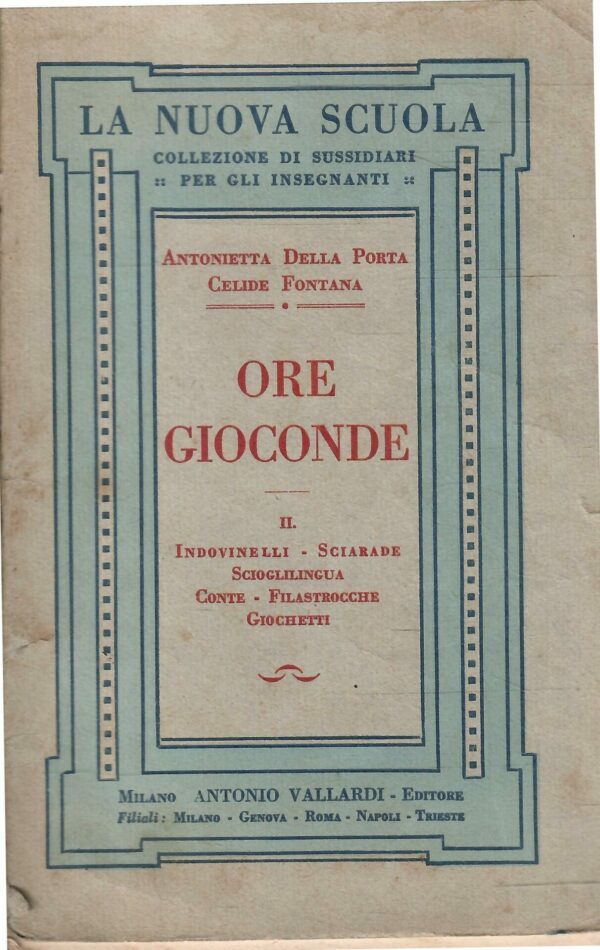 LA NUOVA SCUOLA
COLLEZIONE DI SUSSIDIARI
:: PER GLI INSEGNANTI ::
ANTONIETTA DELLA PORTA
CELIDE FONTANA
ORE
GIOCONDE
II.
INDOVINELLI - SCIARADE
SCIOGLILINGUA
CONTE - FILASTROCCHE
GIOCHETTI
MILANO ANTONIO VALLARDI - EDITORE
Filiali: MILANO - GENOVA - ROMA - NAPOLI - TRIESTE